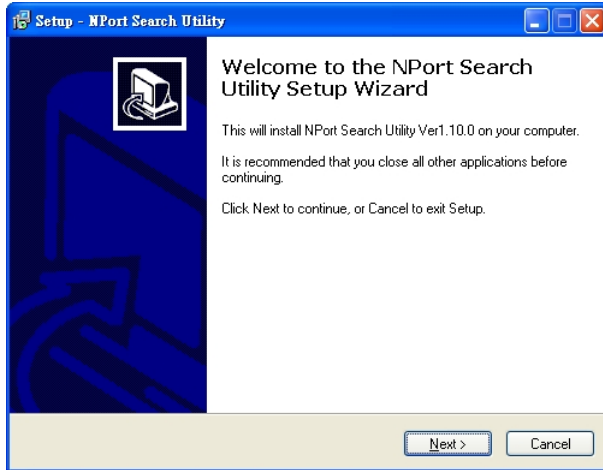 Setup - NPort Search Utility
Welcome to the NPort Search
Utility Setup Wizard
This will install NPort Search Utility Ver1.10.0 on your computer.
It is recommended that you close all other applications before
continuing.
Click Next to continue, or Cancel to exit Setup.
Next >
Cancel